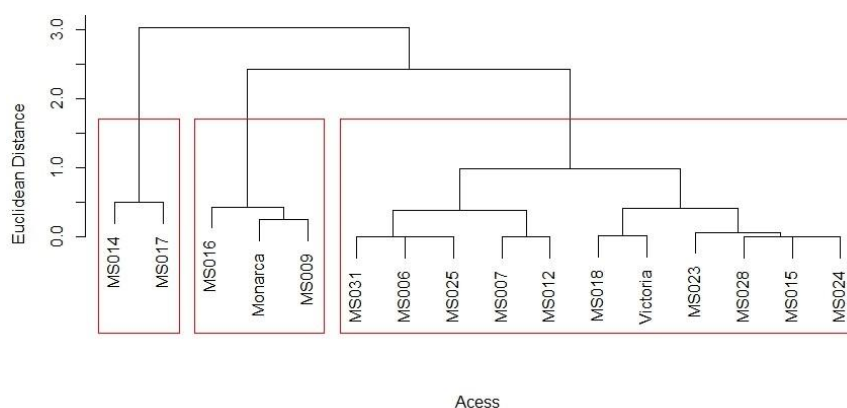 3.0
2.0
1.0
0.0
Euclidean Distance
MS014
MS017
MS016
Monarca
MS009
MS031
MS006
MS025
MS007
MS012
MS018
Victoria
MS023
MS028
MS015
MS024
Acess